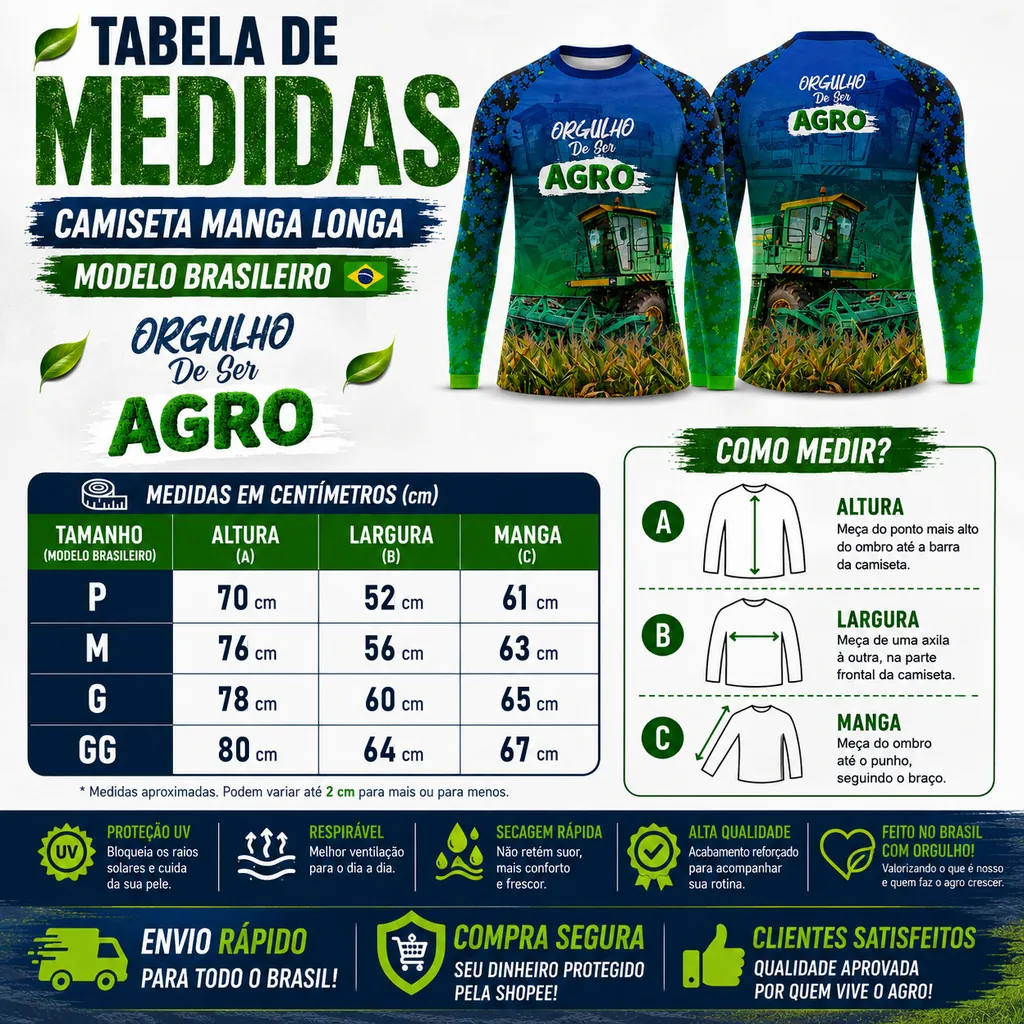 TABELA DE
MEDIDAS
CAMISETA MANGA LONGA
MODELO BRASILEIRO
ORGULHO
De Ser
AGRO
ORGULHO
De Ser
AGRO
ORGULHO
De Ser
AGRO
MEDIDAS EM CENTÍMETROS (cm)
TAMANHO ALTURA LARGURA MANGA
(MODELO BRASILEIRO) (A) (B) (C)
P 70 cm 52 cm 61 cm
M 76 cm 56 cm 63 cm
G 78 cm 60 cm 65 cm
GG 80 cm 64 cm 67 cm
* Medidas aproximadas. Podem variar até 2 cm para mais ou para menos.
COMO MEDIR?
A
ALTURA
Meça do ponto mais alto
do ombro até a barra
da camiseta.
B
LARGURA
Meça de uma axila
à outra, na parte
frontal da camiseta.
C
MANGA
Meça do ombro
até o punho,
seguindo o braço.
UV
PROTEÇÃO UV
Bloqueia os raios
solares e cuida
da sua pele.
RESPIRÁVEL
Melhor ventilação
para o dia a dia.
SECAGEM RÁPIDA
Não retém suor,
mais conforto
e frescor.
ALTA QUALIDADE
Acabamento reforçado
para acompanhar
sua rotina.
FEITO NO BRASIL
COM ORGULHO!
Valorizando o que é nosso
e quem faz o agro crescer.
ENVIO RÁPIDO
PARA TODO O BRASIL!
COMPRA SEGURA
SEU DINHEIRO PROTEGIDO
PELA SHOPEE!
CLIENTES SATISFEITOS
QUALIDADE APROVADA
POR QUEM VIVE O AGRO!